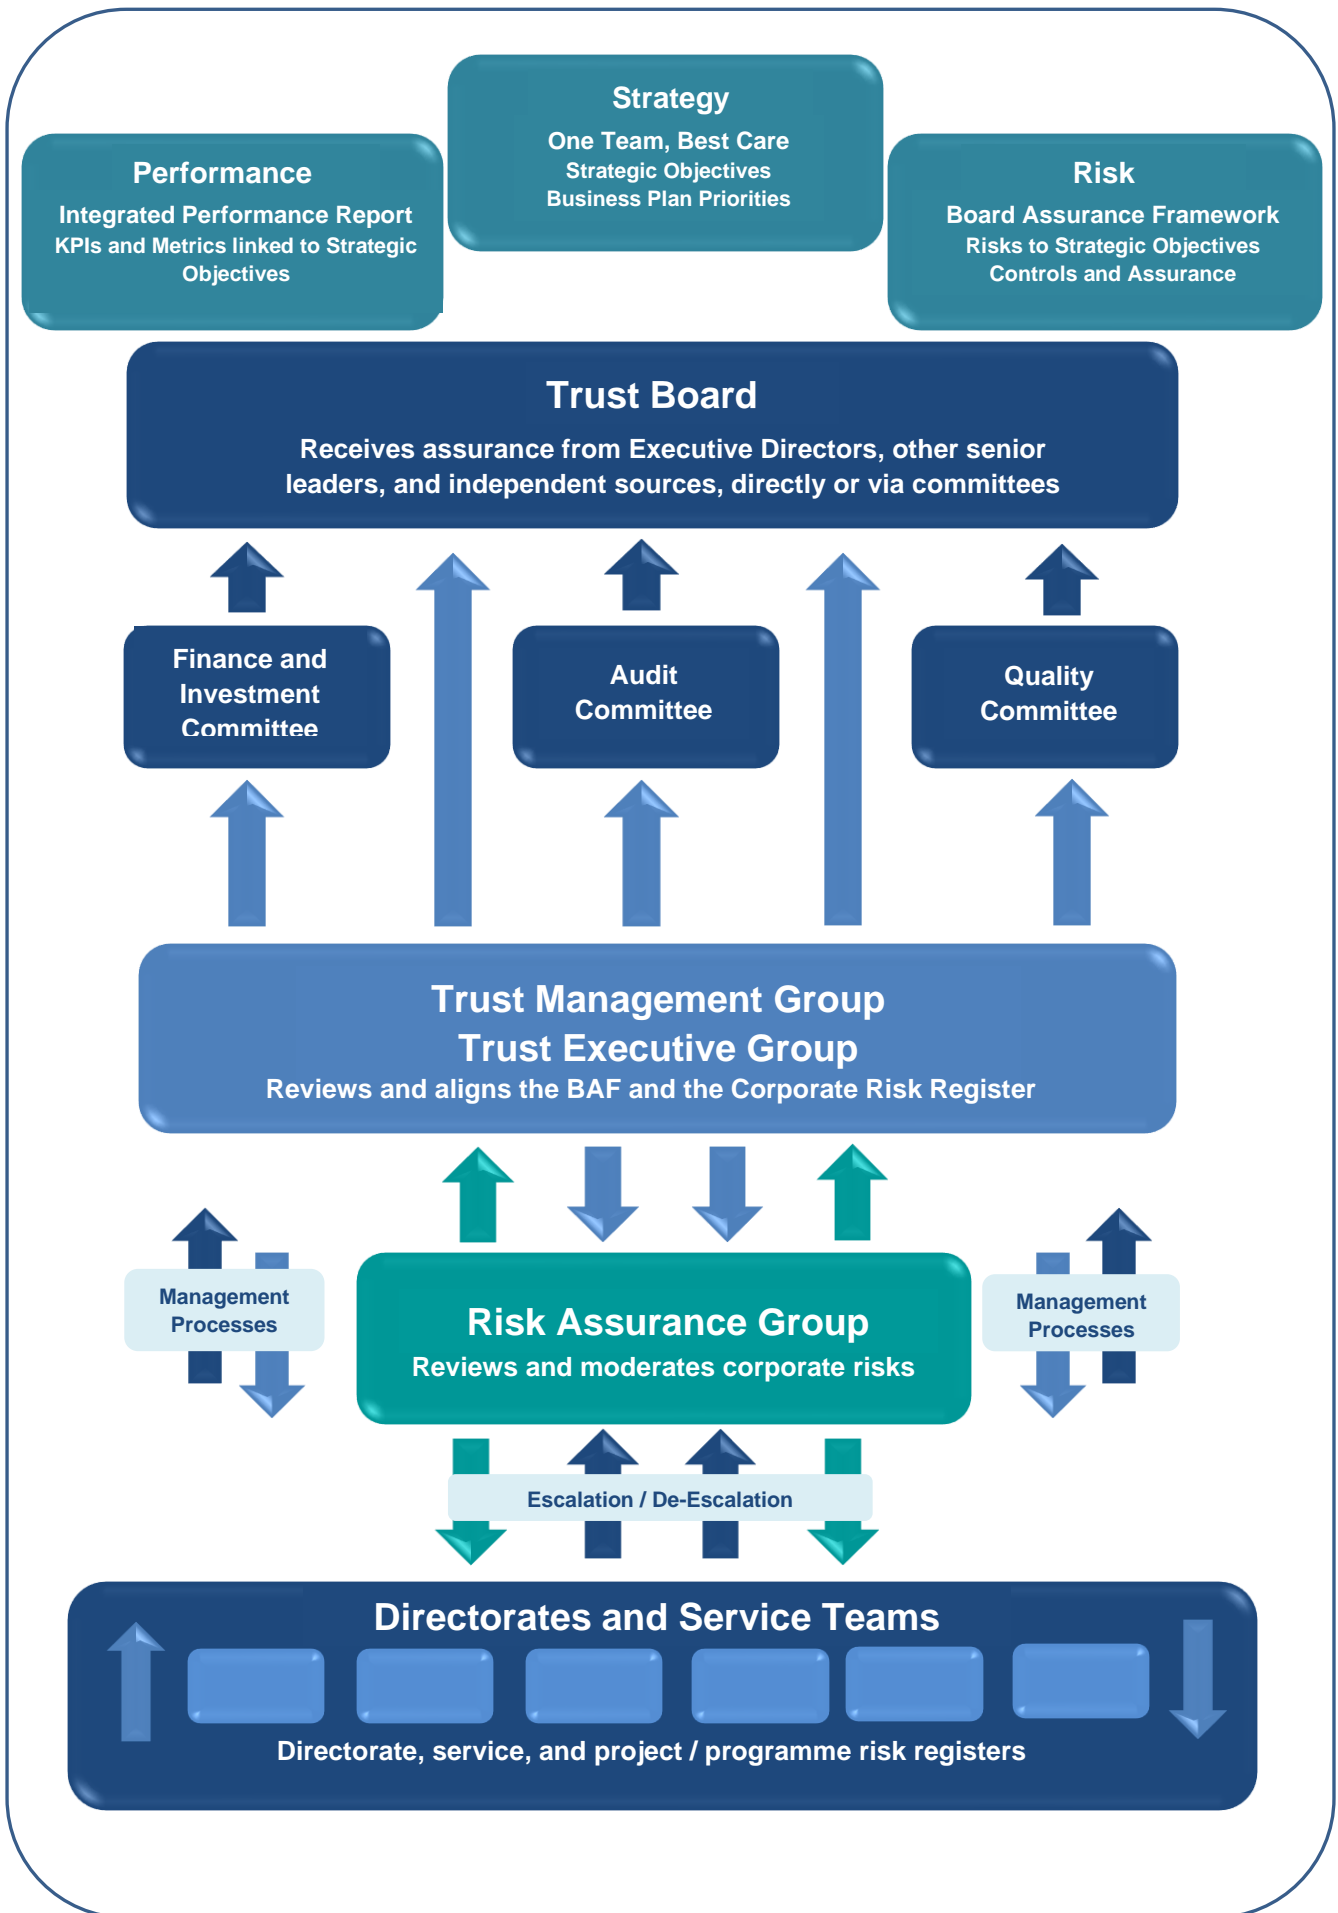 Strategy
One Team, Best Care
Strategic Objectives
Business Plan Priorities
Performance
Integrated Performance Report
KPIs and Metrics linked to Strategic
Objectives
Risk
Board Assurance Framework
Risks to Strategic Objectives
Controls and Assurance
Trust Board
Receives assurance from Executive Directors, other senior
leaders, and independent sources, directly or via committees
Finance and
Investment
Committee
Audit
Committee
Quality
Committee
Trust Management Group
Trust Executive Group
Reviews and aligns the BAF and the Corporate Risk Register
Management
Processes
Risk Assurance Group
Reviews and moderates corporate risks
Management
Processes
Escalation / De-Escalation
Directorates and Service Teams
Directorate, service, and project / programme risk registers